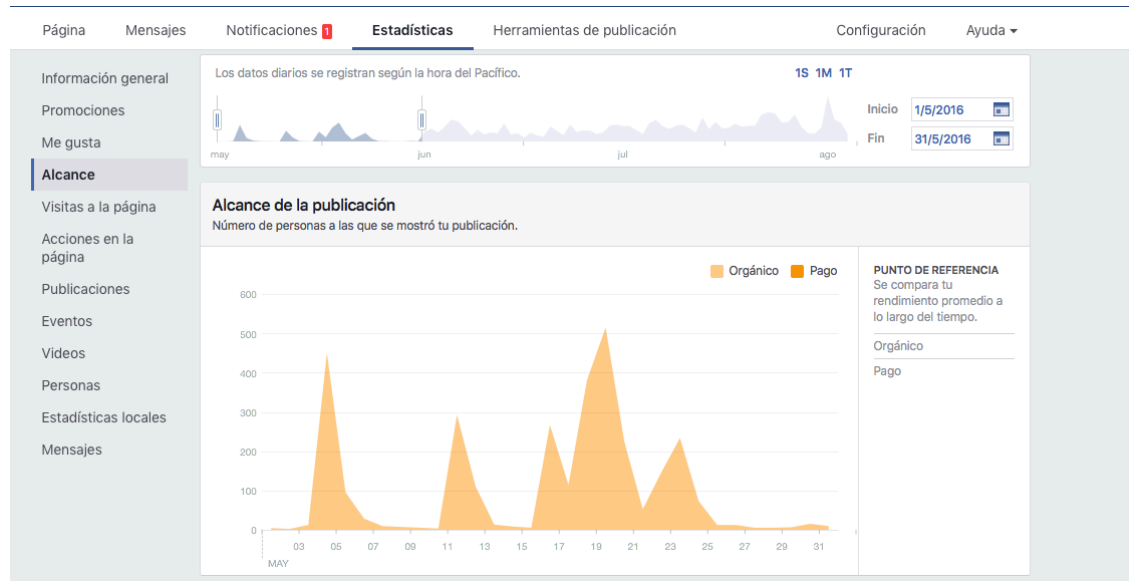 Página Mensajes Notificaciones 1 Estadísticas Herramientas de publicación Configuración Ayuda
Información general
Promociones
Me gusta
Alcance
Visitas a la página
Acciones en la
página
Publicaciones
Eventos
Videos
Personas
Estadísticas locales
Mensajes
Los datos diarios se registran según la hora del Pacífico.
1S 1M 1T
may jun jul ago
Inicio 1/5/2016
Fin 31/5/2016
Alcance de la publicación
Número de personas a las que se mostró tu publicación.
Orgánico Pago
600
500
400
300
200
100
0
03 05 07 09 11 13 15 17 19 21 23 25 27 29 31
MAY
PUNTO DE REFERENCIA
Se compara tu
rendimiento promedio a
lo largo del tiempo.
Orgánico
Pago